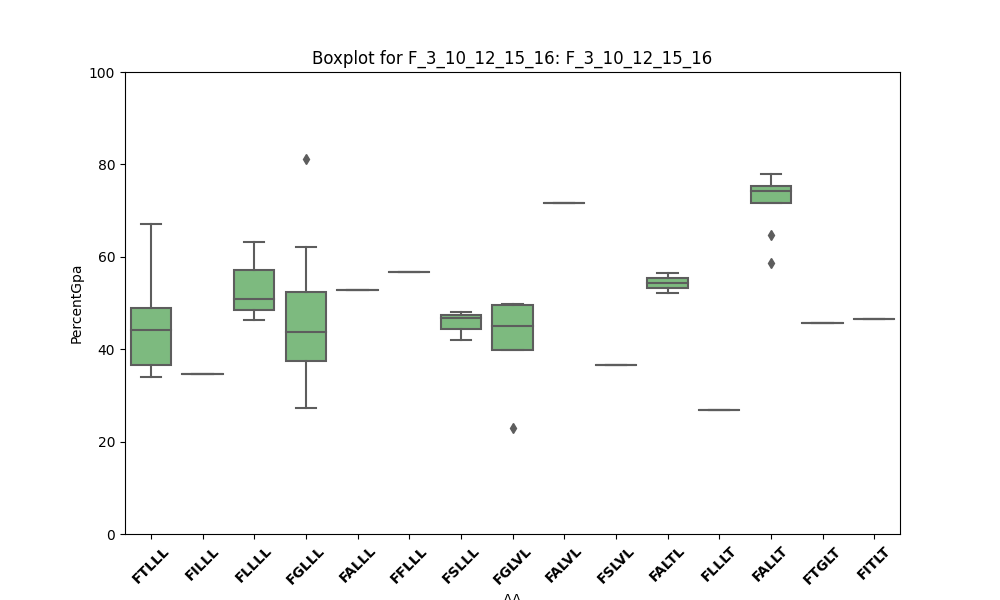 Boxplot for F_3_10_12_15_16: F_3_10_12_15_16
100
80
60
40
20
0
PercentGpa
FTLLL
FILLL
FLLLL
FGLLL
FALLL
FFLLL
FSLLL
FGLVL
FALVL
FSLVL
FALTL
FLLLT
FALLT
FTGLT
FITLT
AA